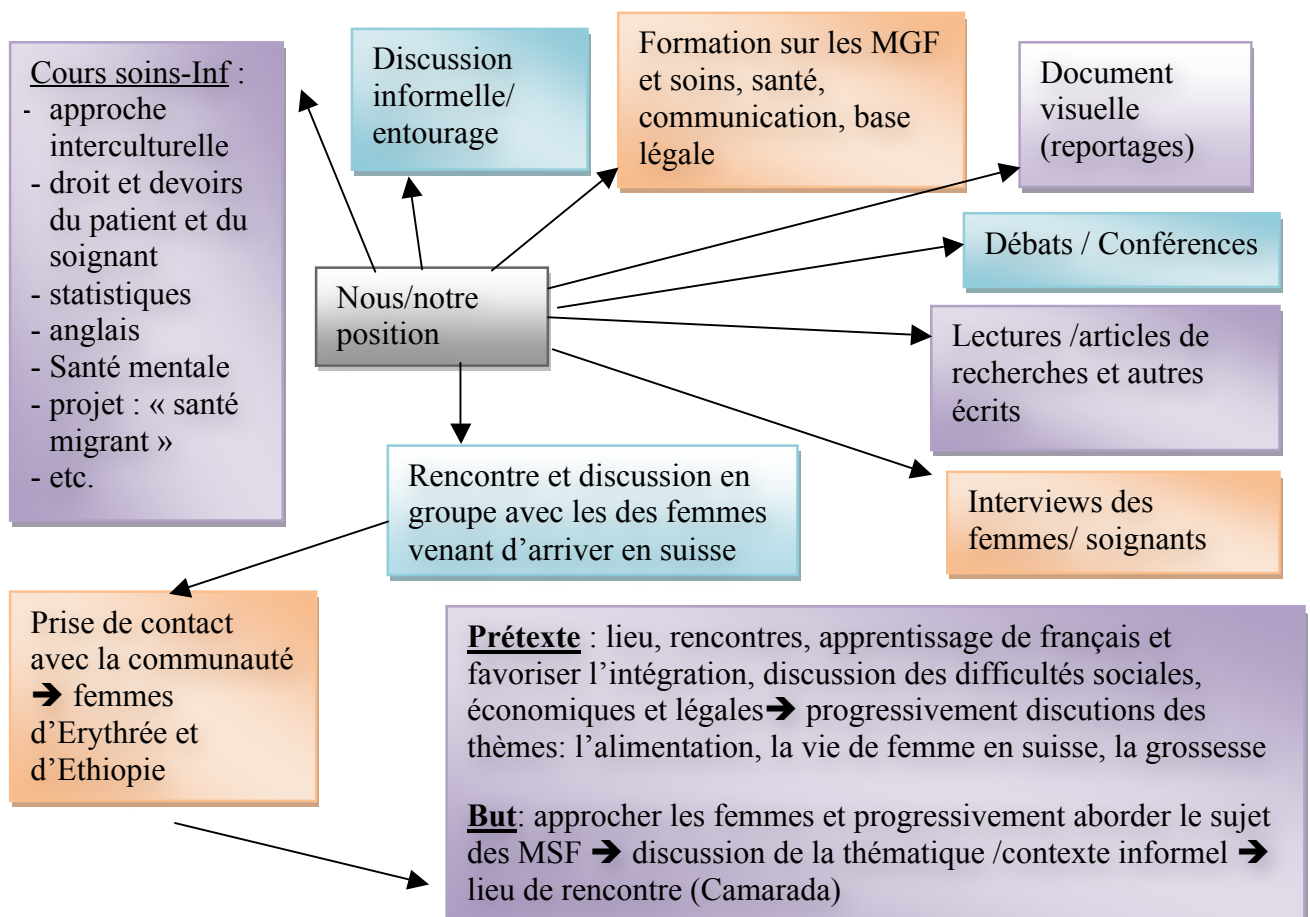 Cours soins-Inf :
- approche
interculturelle
- droit et devoirs
du patient et du
soignant
- statistiques
- anglais
- Santé mentale
- projet : « santé
migrant »
- etc.
Discussion
informelle/
entourage
Formation sur les MGF
et soins, santé,
communication, base
légale
Document
visuelle
(reportages)
Débats / Conférences
Nous/notre
position
Lectures /articles de
recherches et autres
écrits
Rencontre et discussion en
groupe avec les des femmes
venant d’arriver en suisse
Interviews des
femmes/ soignants
Prise de contact
avec la communauté
➔ femmes
d’Erythrée et
d’Ethiopie
Prétexte : lieu, rencontres, apprentissage de français et
favoriser l’intégration, discussion des difficultés sociales,
économiques et légales➔ progressivement discutions des
thèmes: l’alimentation, la vie de femme en suisse, la grossesse
But: approcher les femmes et progressivement aborder le sujet
des MSF ➔ discussion de la thématique /contexte informel ➔
lieu de rencontre (Camarada)